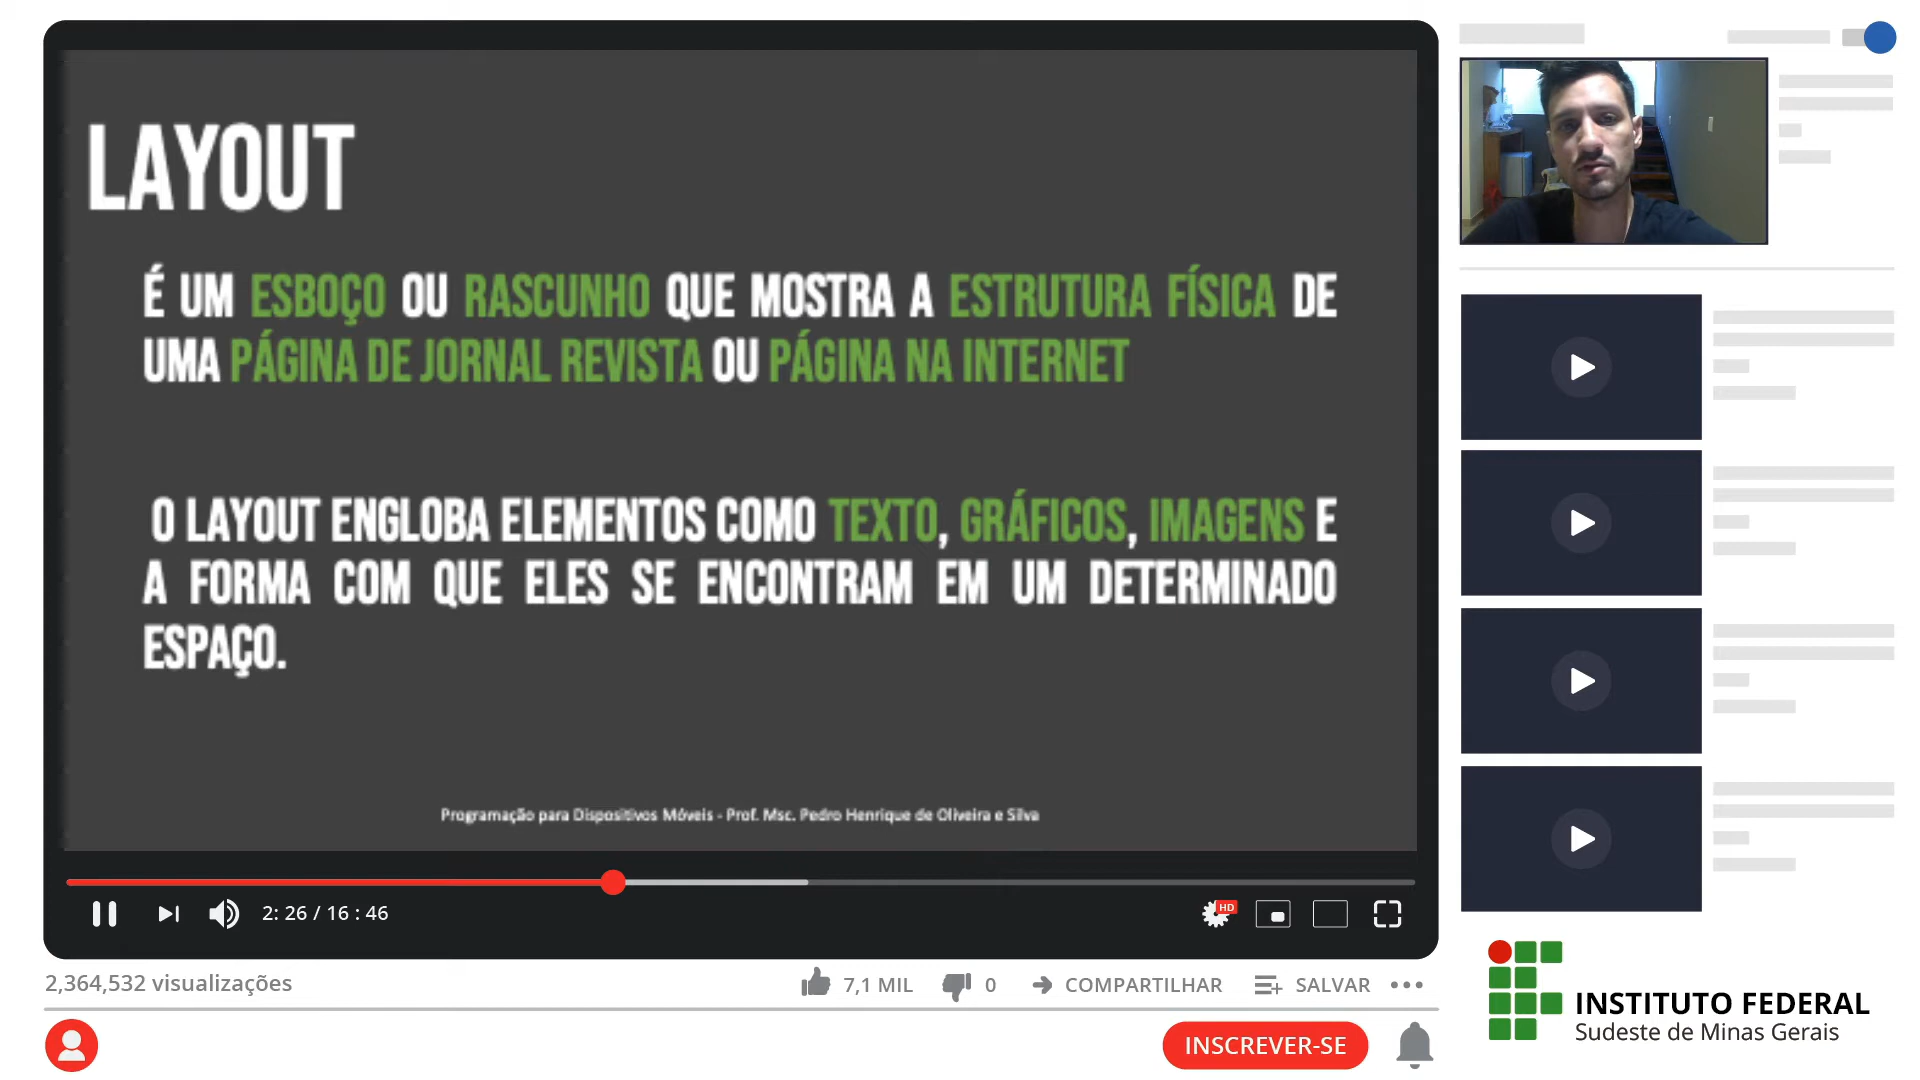 LAYOUT
É UM ESBOÇO OU RASCUNHO QUE MOSTRA A ESTRUTURA FÍSICA DE
UMA PÁGINA DE JORNAL REVISTA OU PÁGINA NA INTERNET
O LAYOUT ENGLOBA ELEMENTOS COMO TEXTO, GRÁFICOS, IMAGENS E
A FORMA COM QUE ELES SE ENCONTRAM EM UM DETERMINADO
ESPAÇO.
Programação para Dispositivos Móveis - Prof. Msc. Pedro Henrique de Oliveira e Silva
2: 26 / 16 : 46
HD
2,364,532 visualizações
7,1 MIL
0
COMPARTILHAR
SALVAR
INSCREVER-SE
INSTITUTO FEDERAL
Sudeste de Minas Gerais